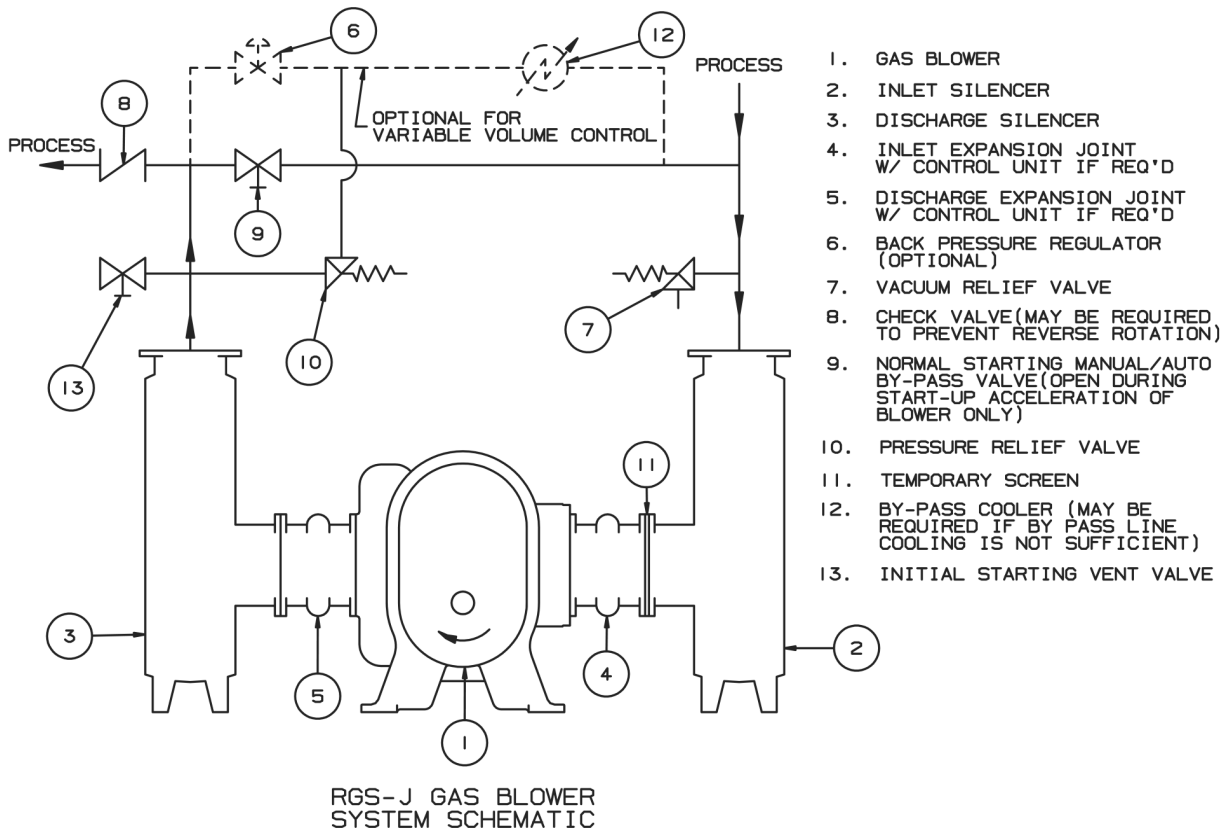 6
12
PROCESS
8
OPTIONAL FOR
VARIABLE VOLUME CONTROL
PROCESS
9
13
10
7
11
3
5
1
4
2
1. GAS BLOWER
2. INLET SILENCER
3. DISCHARGE SILENCER
4. INLET EXPANSION JOINT
W/ CONTROL UNIT IF REQ'D
5. DISCHARGE EXPANSION JOINT
W/ CONTROL UNIT IF REQ'D
6. BACK PRESSURE REGULATOR
(OPTIONAL)
7. VACUUM RELIEF VALVE
8. CHECK VALVE(MAY BE REQUIRED
TO PREVENT REVERSE ROTATION)
9. NORMAL STARTING MANUAL/AUTO
BY-PASS VALVE(OPEN DURING
START-UP ACCELERATION OF
BLOWER ONLY)
10. PRESSURE RELIEF VALVE
11. TEMPORARY SCREEN
12. BY-PASS COOLER (MAY BE
REQUIRED IF BY PASS LINE
COOLING IS NOT SUFFICIENT)
13. INITIAL STARTING VENT VALVE
RGS-J GAS BLOWER
SYSTEM SCHEMATIC